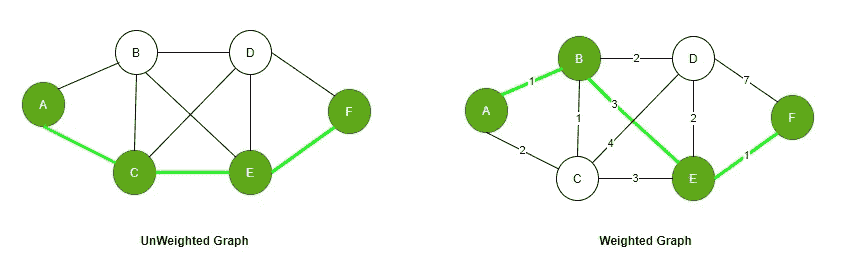 B D
A F
C E
UnWeighted Graph
B 2 D
1 7
A 3 F
1 2
4
2 1
C 3 E
Weighted Graph